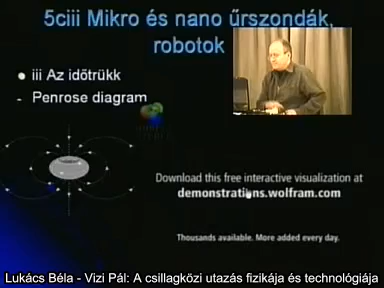 5ciii Mikro és nano űrszondák,
robotok
iii Az időtrükk
- Penrose diagram
Download this free interactive visualization at
demonstrations.wolfram.com
Thousands available. More added every day.
Lukács Béla - Vizi Pál: A csillagközi utazás fizikája és technológiája